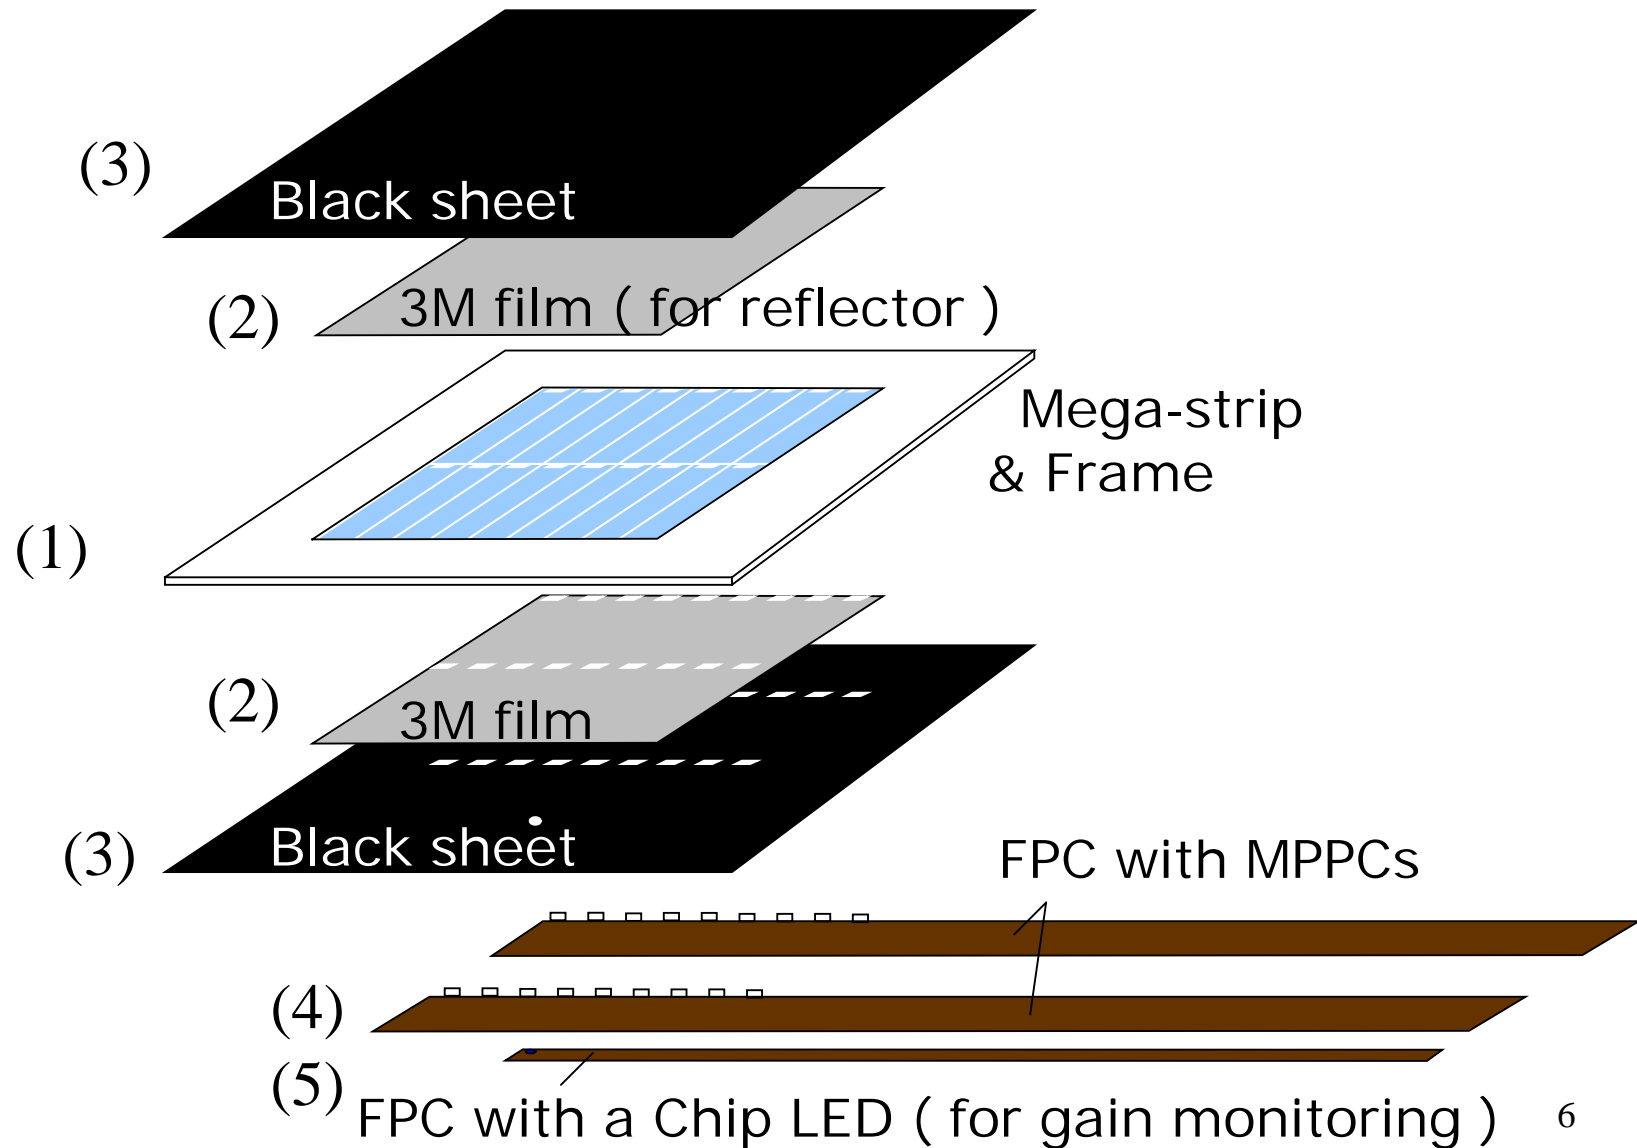 (3)
Black sheet
(2)
3M film ( for reflector )
Mega-strip
& Frame
(1)
(2)
3M film
(3)
Black sheet
FPC with MPPCs
(4)
(5)
FPC with a Chip LED ( for gain monitoring )
6